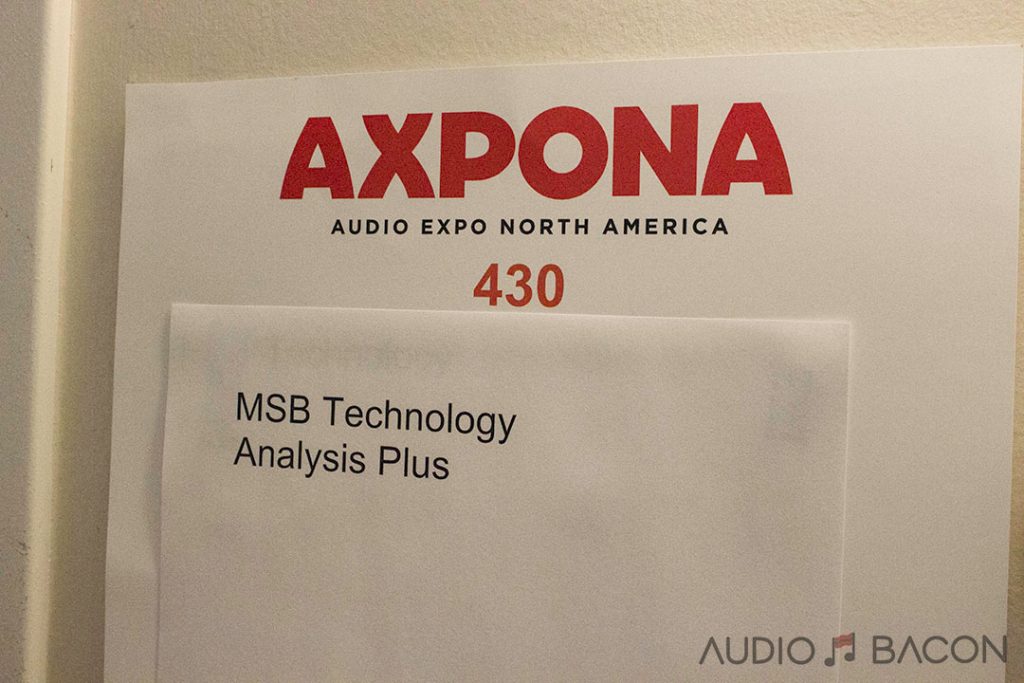 AXPONA
AUDIO EXPO NORTH AMERICA
430
MSB Technology
Analysis Plus
AUDIO BACON